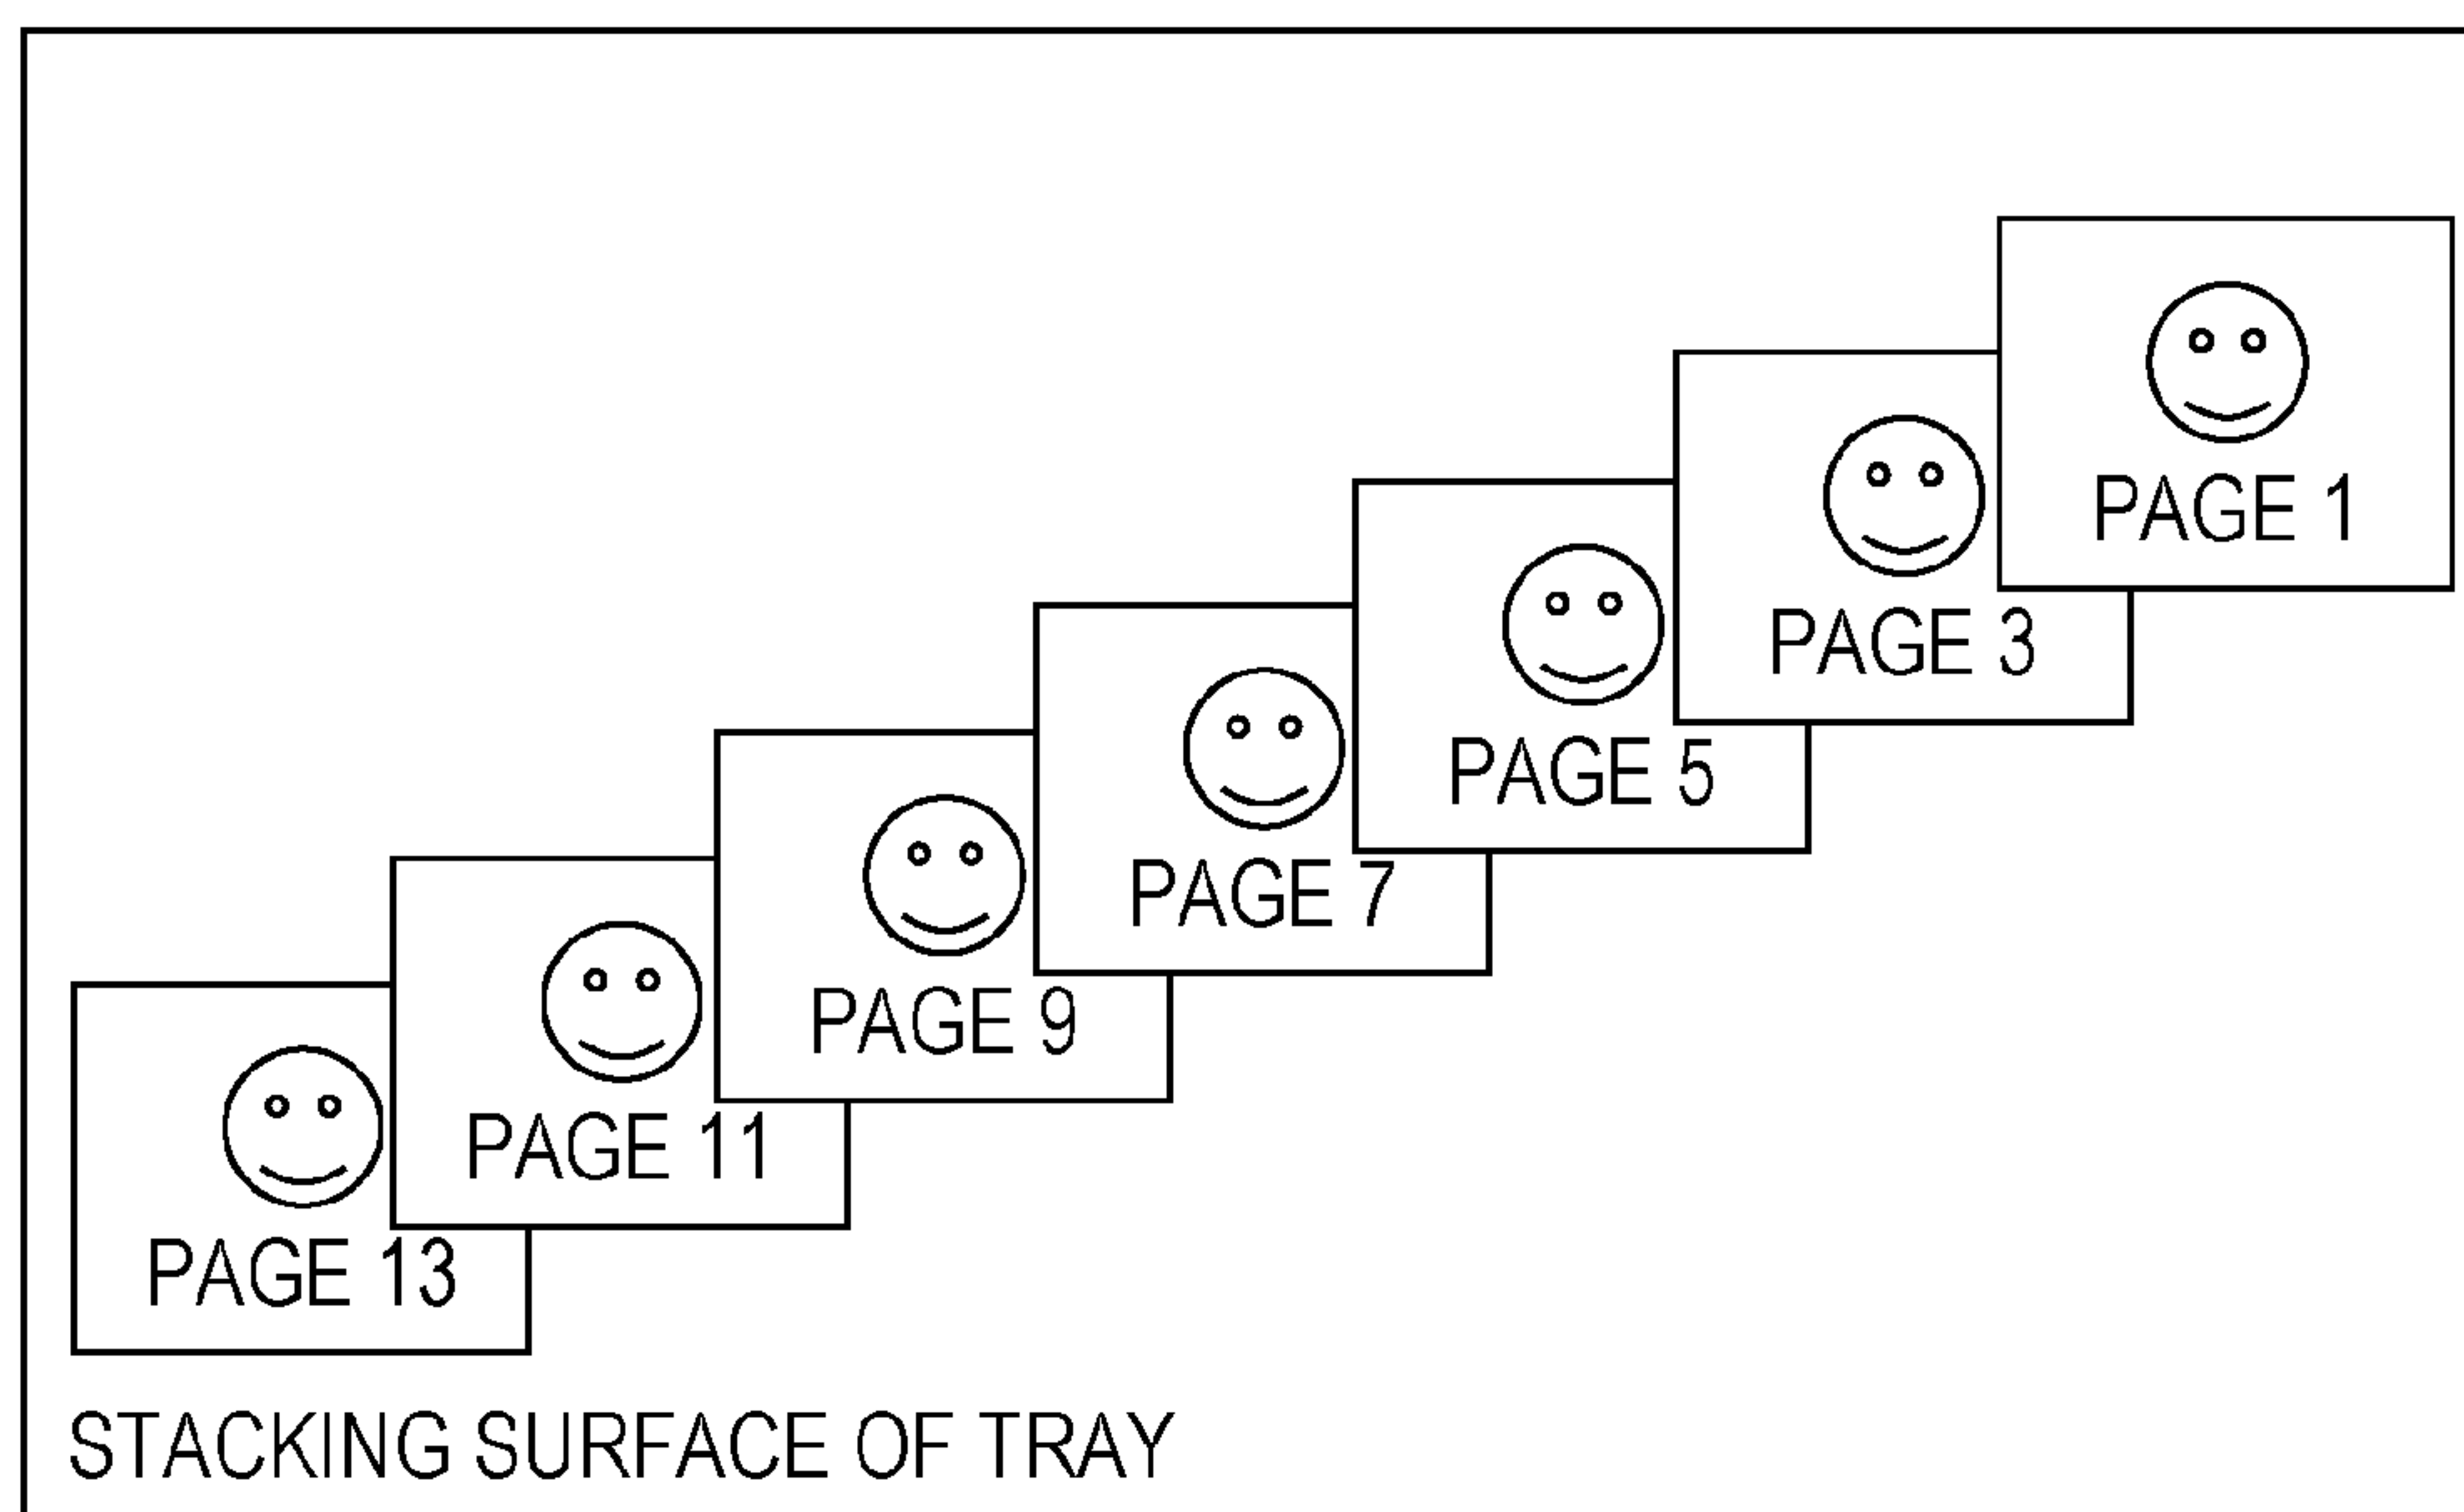 PAGE 1
PAGE 3
PAGE 5
PAGE 7
PAGE 9
PAGE 11
PAGE 13
STACKING SURFACE OF TRAY